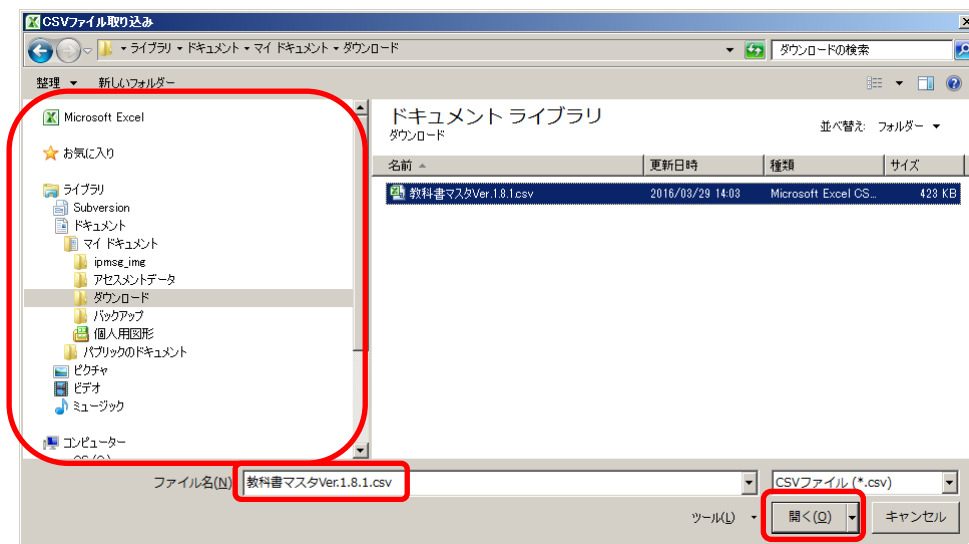 CSVファイル取り込み
ライブラリ ▾ ドキュメント ▾ マイ ドキュメント ▾ ダウンロード
ダウンロードの検索
整理 ▼ 新しいフォルダー
Microsoft Excel
お気に入り
ライブラリ
Subversion
ドキュメント
マイ ドキュメント
ipmsg_img
アセスメントデータ
ダウンロード
バックアップ
個人用図形
パブリックのドキュメント
ピクチャ
ビデオ
ミュージック
コンピューター
ドキュメント ライブラリ
ダウンロード
並べ替え: フォルダー ▼
名前 更新日時 種類 サイズ
教科書マスタVer.1.8.1.csv 2016/03/29 14:03 Microsoft Excel CS... 423 KB
ファイル名(N) 教科書マスタVer.1.8.1.csv CSVファイル (*.csv)
ツール(L) 開く(O) キャンセル